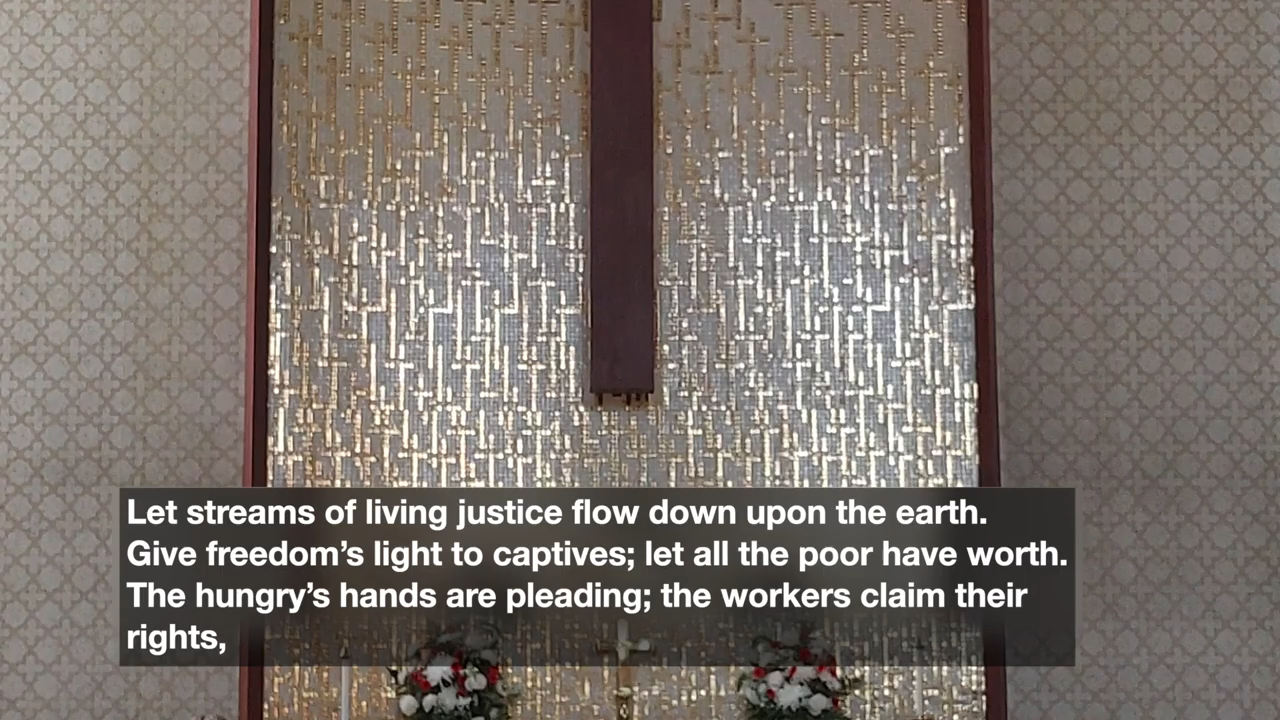 Let streams of living justice flow down upon the earth.
Give freedom’s light to captives; let all the poor have worth.
The hungry’s hands are pleading; the workers claim their
rights,